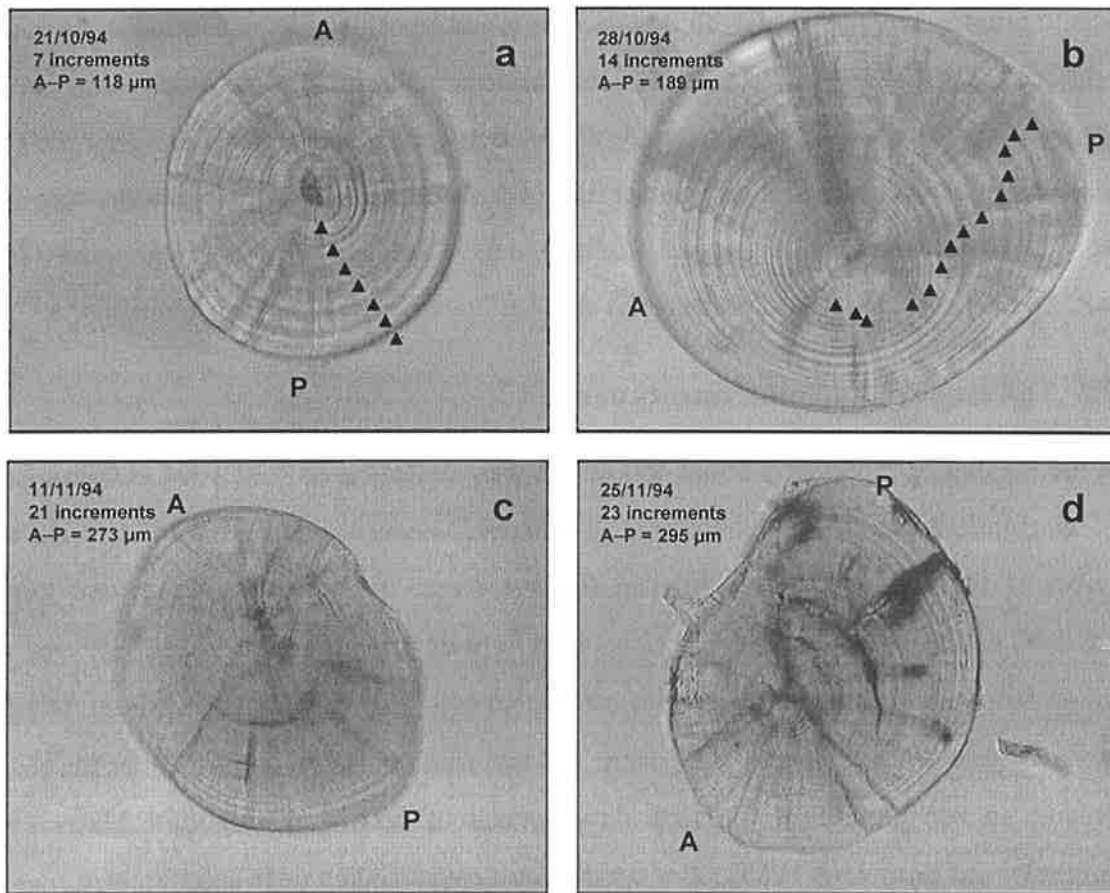 21/10/94
7 increments
A–P = 118 µm
A
a
P
28/10/94
14 increments
A–P = 189 µm
b
P
A
11/11/94
21 increments
A–P = 273 µm
A
c
P
25/11/94
23 increments
A–P = 295 µm
P
d
A